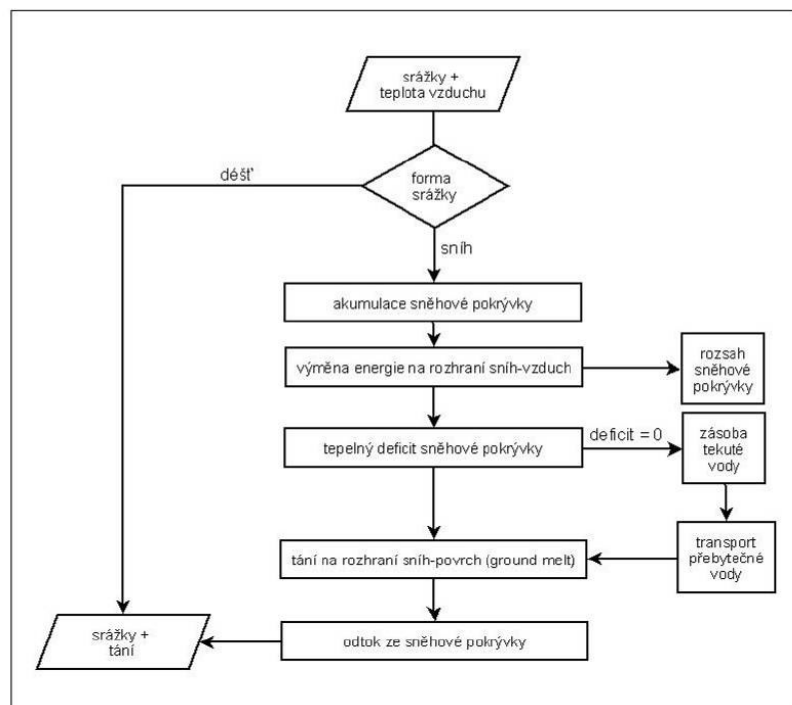 srážky +
teplota vzduchu
déšť
forma
srážky
sníh
akumulace sněhové pokrývky
výměna energie na rozhraní sníh-vzduch
rozsah
sněhové
pokrývky
tepelný deficit sněhové pokrývky
deficit = 0
zásoba
tekuté
vody
tání na rozhraní sníh-povrch (ground melt)
transport
přebytečné
vody
srážky +
tání
odtok ze sněhové pokrývky